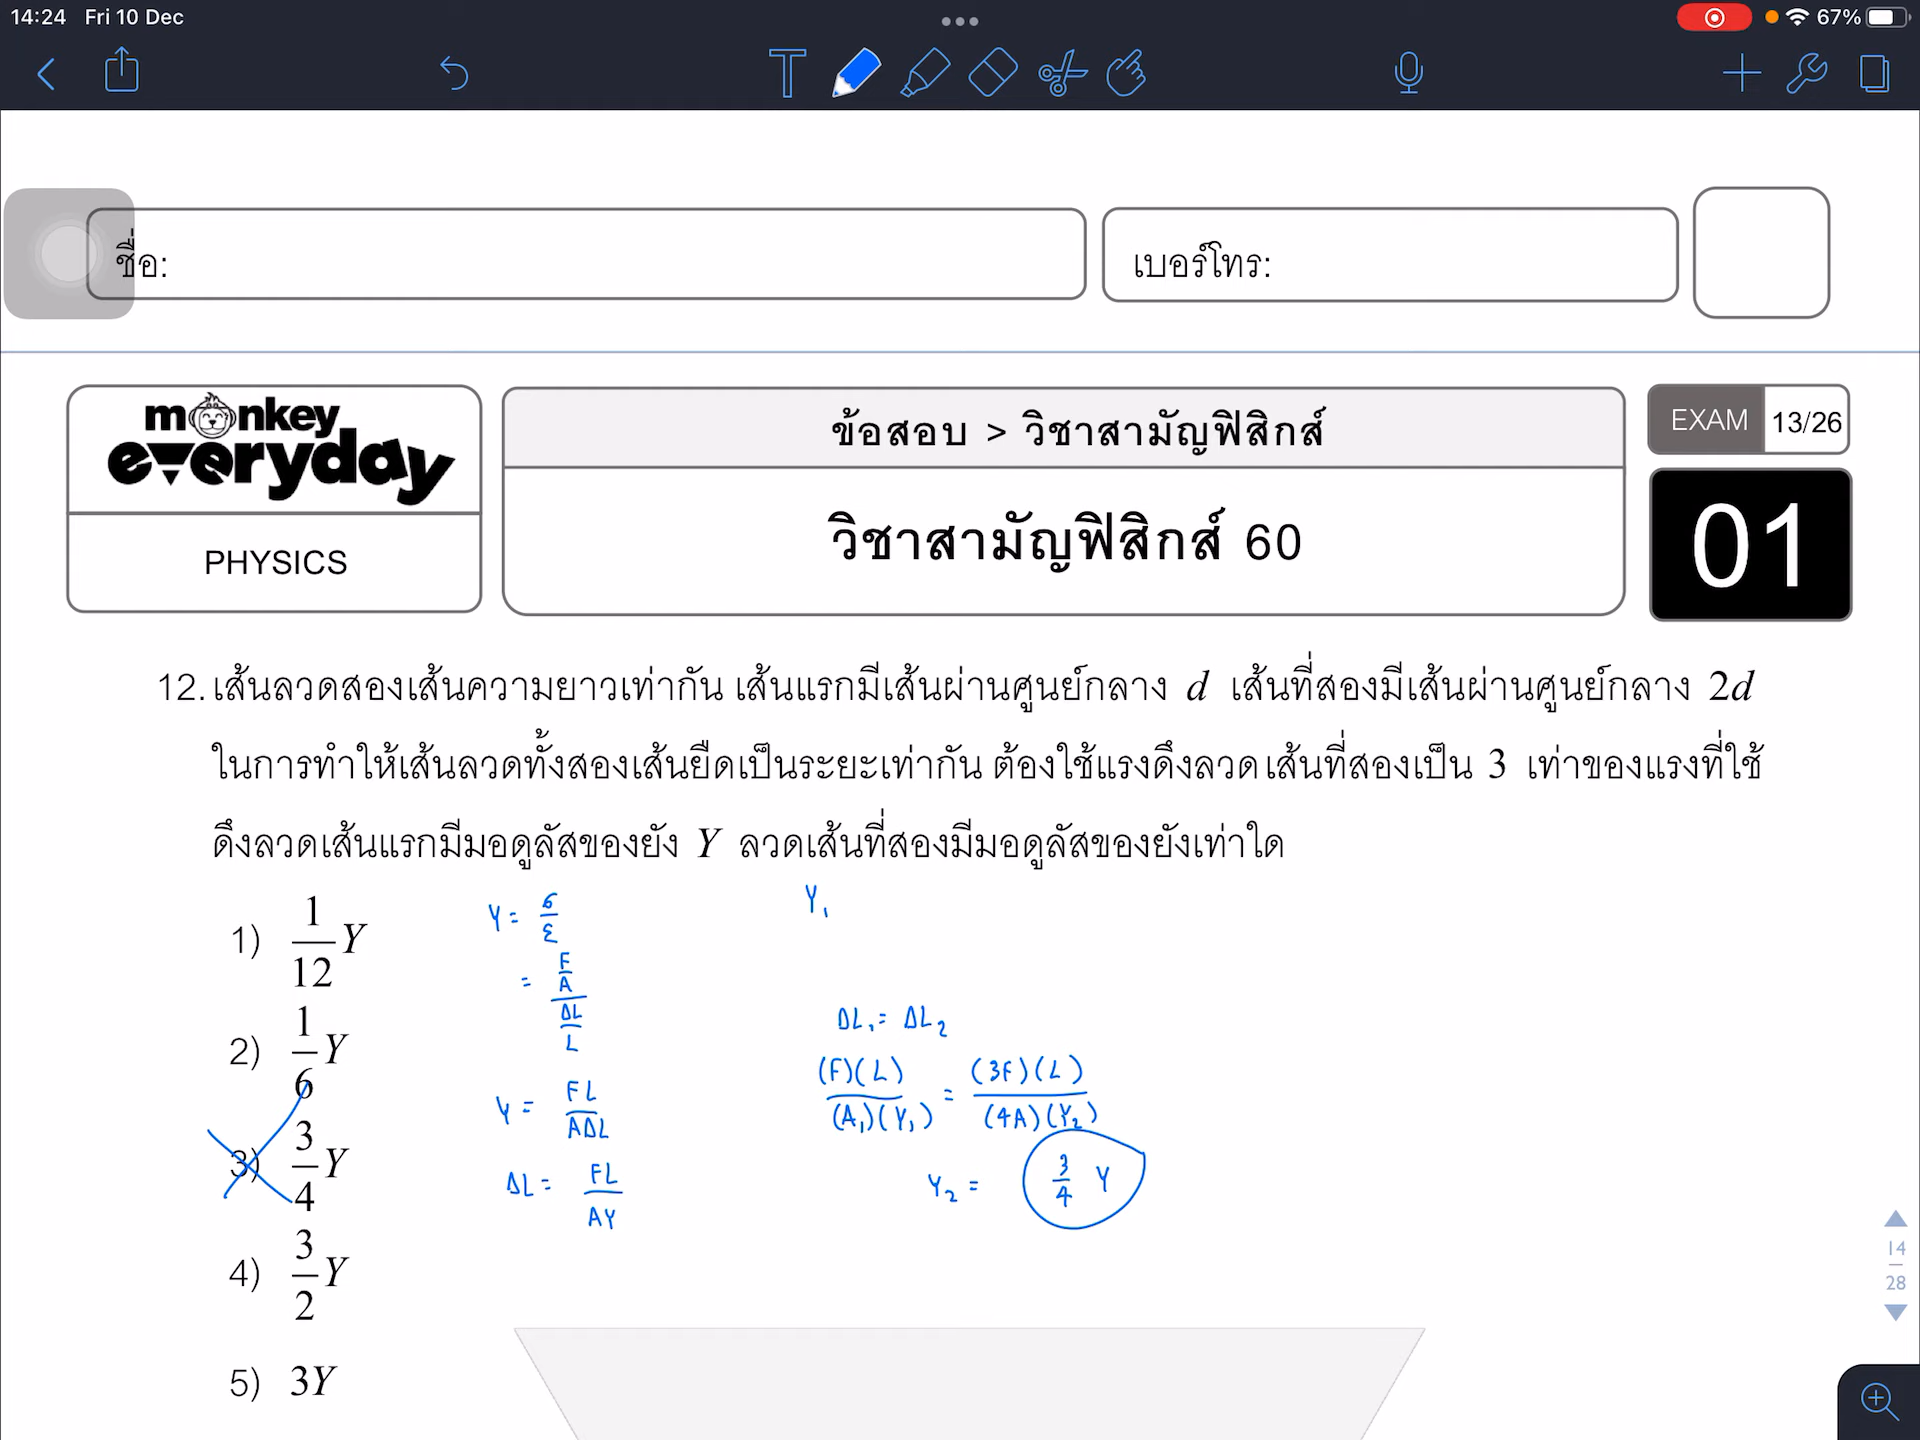 14:24 Fri 10 Dec
67%
ชื่อ:
เบอร์โทร:
monkey
everyday
PHYSICS
ข้อสอบ > วิชาสามัญฟิสิกส์
วิชาสามัญฟิสิกส์ 60
EXAM 13/26
01
12. เส้นลวดสองเส้นความยาวเท่ากัน เส้นแรกมีเส้นผ่านศูนย์กลาง d เส้นที่สองมีเส้นผ่านศูนย์กลาง 2d
ในการทำให้เส้นลวดทั้งสองเส้นยืดเป็นระยะเท่ากัน ต้องใช้แรงดึงลวดเส้นที่สองเป็น 3 เท่าของแรงที่ใช้
ดึงลวดเส้นแรกมีมอดูลัสของยัง Y ลวดเส้นที่สองมีมอดูลัสของยังเท่าใด
1) 1/12 Y
2) 1/6 Y
3) 3/4 Y
4) 3/2 Y
5) 3Y
Y = σ/ε
= (F/A)/(ΔL/L)
Y = FL/AΔL
ΔL = FL/AY
Y₁
ΔL₁ = ΔL₂
(F)(L)/(A₁)(Y₁) = (3F)(L)/(4A)(Y₂)
Y₂ = 3/4 Y
14
28